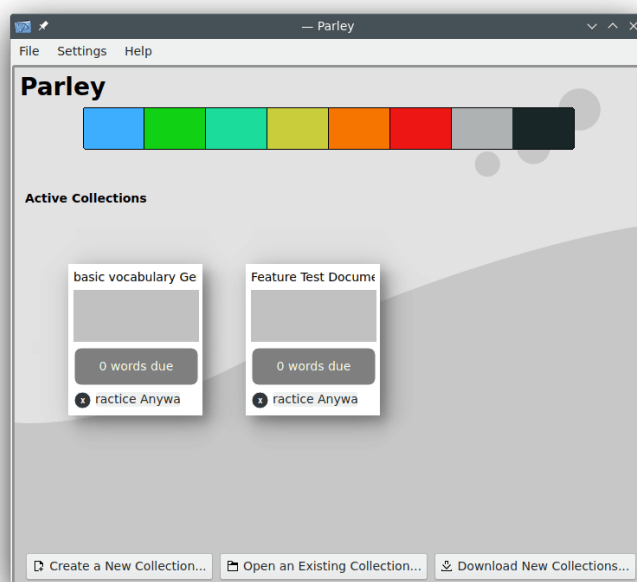 — Parley
File Settings Help
Parley
Active Collections
basic vocabulary Ge
Feature Test Docume
0 words due
0 words due
x ractice Anywa
x ractice Anywa
Create a New Collection... Open an Existing Collection... Download New Collections...